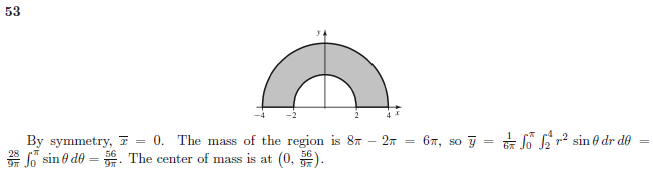 53
y
-4 -2 2 4 x
By symmetry, x̅ = 0. The mass of the region is 8π − 2π = 6π, so y̅ = 1/6π ∫₀^π ∫₂⁴ r² sin θ dr dθ =
28/9π ∫₀^π sin θ dθ = 56/9π. The center of mass is at (0, 56/9π).